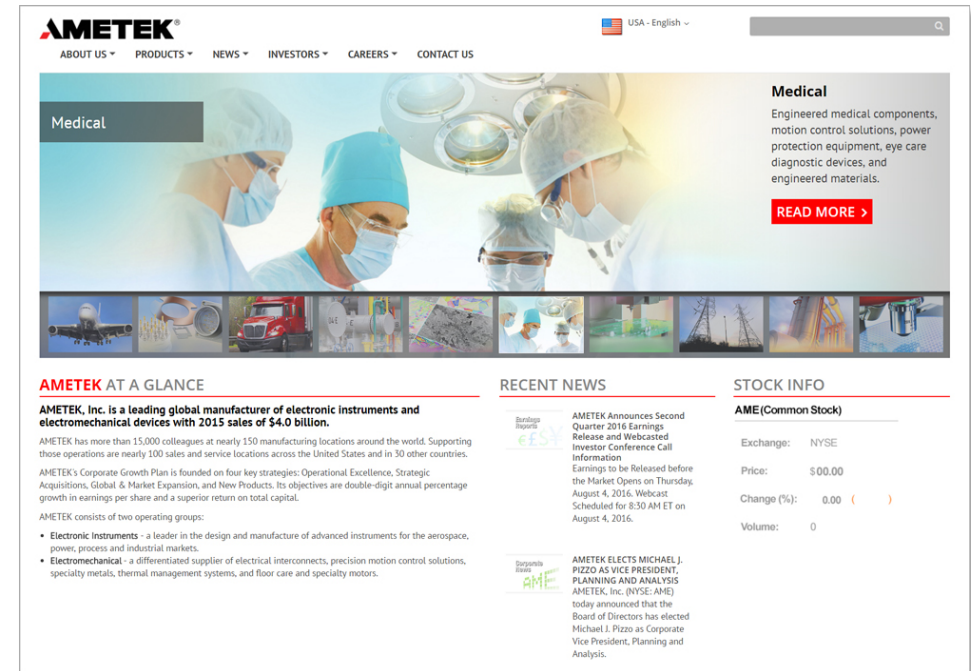 AMETEK®
USA - English
ABOUT US
PRODUCTS
NEWS
INVESTORS
CAREERS
CONTACT US
Medical
Medical
Engineered medical components,
motion control solutions, power
protection equipment, eye care
diagnostic devices, and
engineered materials.
READ MORE >
AMETEK AT A GLANCE
AMETEK, Inc. is a leading global manufacturer of electronic instruments and
electromechanical devices with 2015 sales of $4.0 billion.
AMETEK has more than 15,000 colleagues at nearly 150 manufacturing locations around the world. Supporting
those operations are nearly 100 sales and service locations across the United States and in 30 other countries.
AMETEK's Corporate Growth Plan is founded on four key strategies: Operational Excellence, Strategic
Acquisitions, Global & Market Expansion, and New Products. Its objectives are double-digit annual percentage
growth in earnings per share and a superior return on total capital.
AMETEK consists of two operating groups:
• Electronic Instruments - a leader in the design and manufacture of advanced instruments for the aerospace,
power, process and industrial markets.
• Electromechanical - a differentiated supplier of electrical interconnects, precision motion control solutions,
specialty metals, thermal management systems, and floor care and specialty motors.
RECENT NEWS
Earnings
Reports
€£$¥
AMETEK Announces Second
Quarter 2016 Earnings
Release and Webcasted
Investor Conference Call
Information
Earnings to be Released before
the Market Opens on Thursday,
August 4, 2016. Webcast
Scheduled for 8:30 AM ET on
August 4, 2016.
Corporate
News
AME
AMETEK ELECTS MICHAEL J.
PIZZO AS VICE PRESIDENT,
PLANNING AND ANALYSIS
AMETEK, Inc. (NYSE: AME)
today announced that the
Board of Directors has elected
Michael J. Pizzo as Corporate
Vice President, Planning and
Analysis.
STOCK INFO
AME(Common Stock)
Exchange: NYSE
Price: $00.00
Change (%): 0.00 ( )
Volume: 0